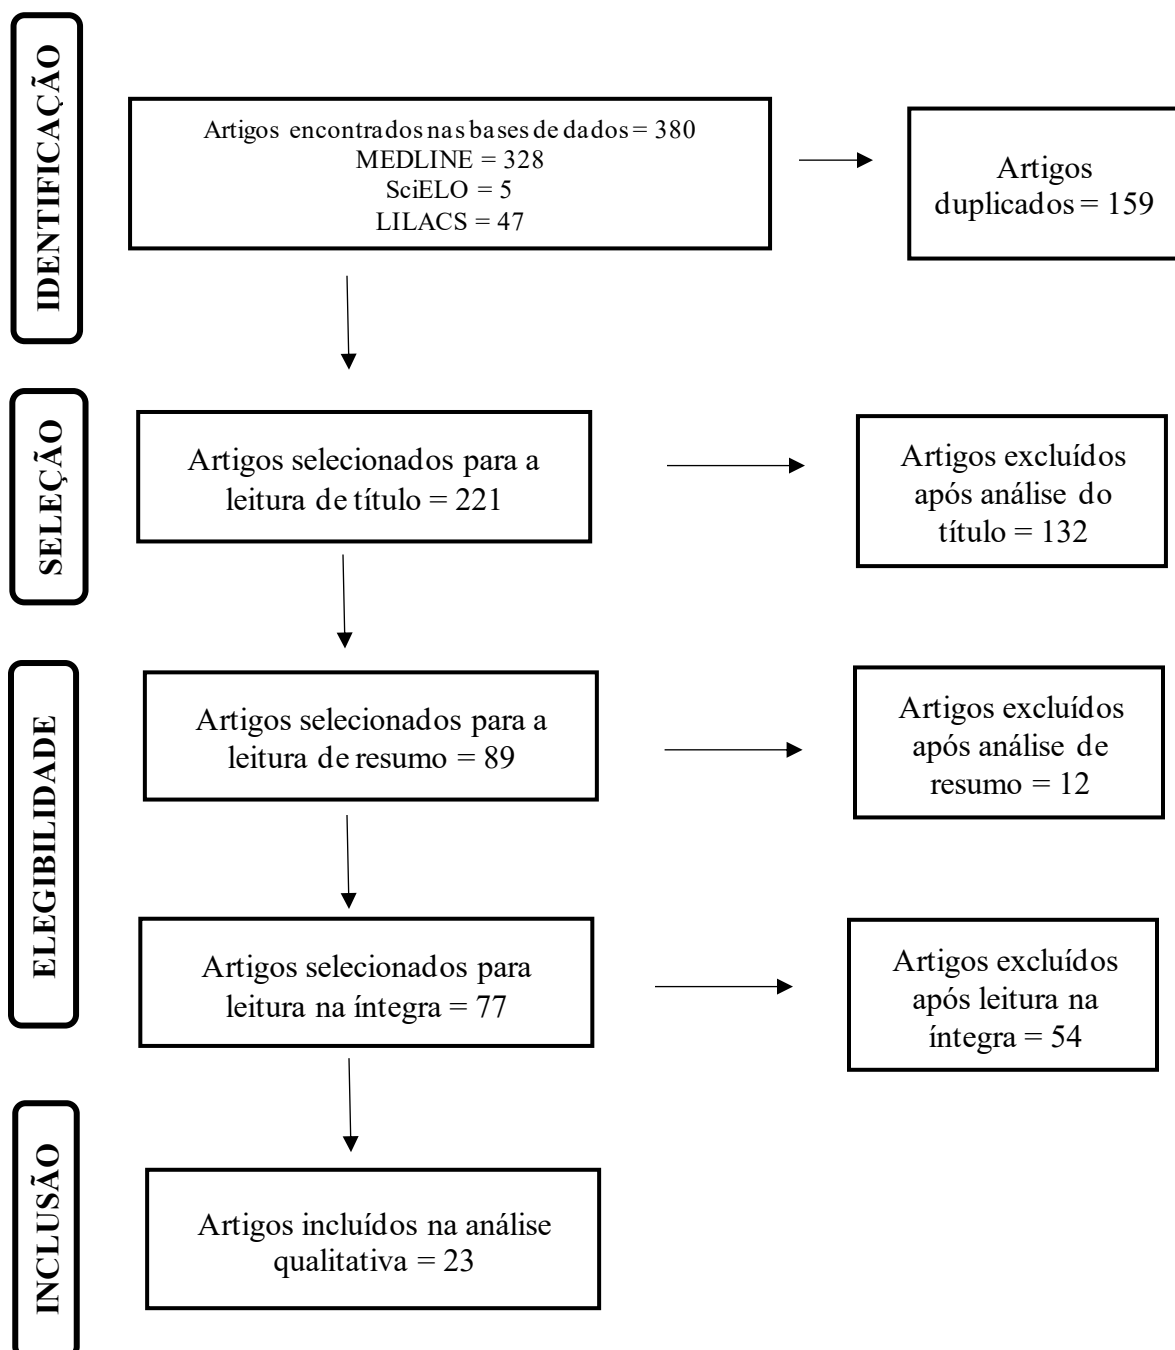 IDENTIFICAÇÃO
Artigos encontrados nas bases de dados = 380
MEDLINE = 328
SciELO = 5
LILACS = 47
Artigos
duplicados = 159
SELEÇÃO
Artigos selecionados para a
leitura de título = 221
Artigos excluídos
após análise do
título = 132
ELEGIBILIDADE
Artigos selecionados para a
leitura de resumo = 89
Artigos excluídos
após análise de
resumo = 12
Artigos selecionados para
leitura na íntegra = 77
Artigos excluídos
após leitura na
íntegra = 54
INCLUSÃO
Artigos incluídos na análise
qualitativa = 23